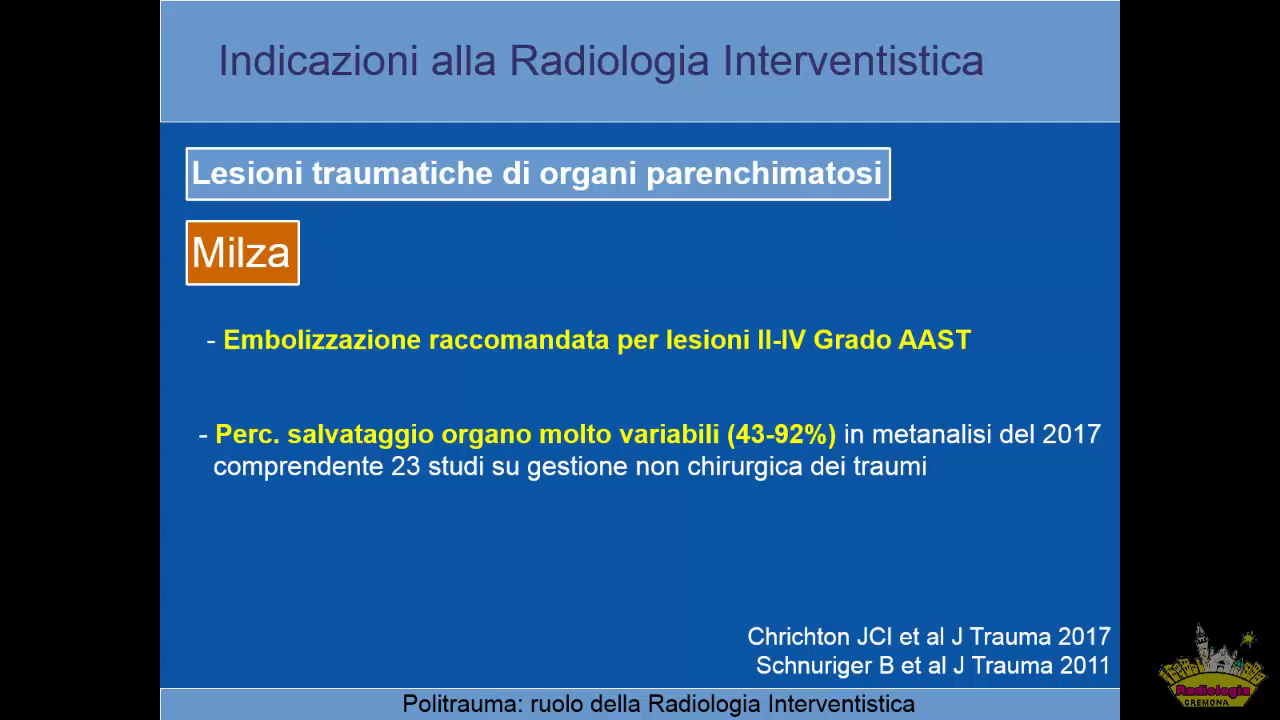 Indicazioni alla Radiologia Interventistica
Lesioni traumatiche di organi parenchimatosi
Milza
- Embolizzazione raccomandata per lesioni II-IV Grado AAST
- Perc. salvataggio organo molto variabili (43-92%) in metanalisi del 2017
comprendente 23 studi su gestione non chirurgica dei traumi
Chrichton JCI et al J Trauma 2017
Schnuriger B et al J Trauma 2011
Politrauma: ruolo della Radiologia Interventistica
Radiologia
CREMONA